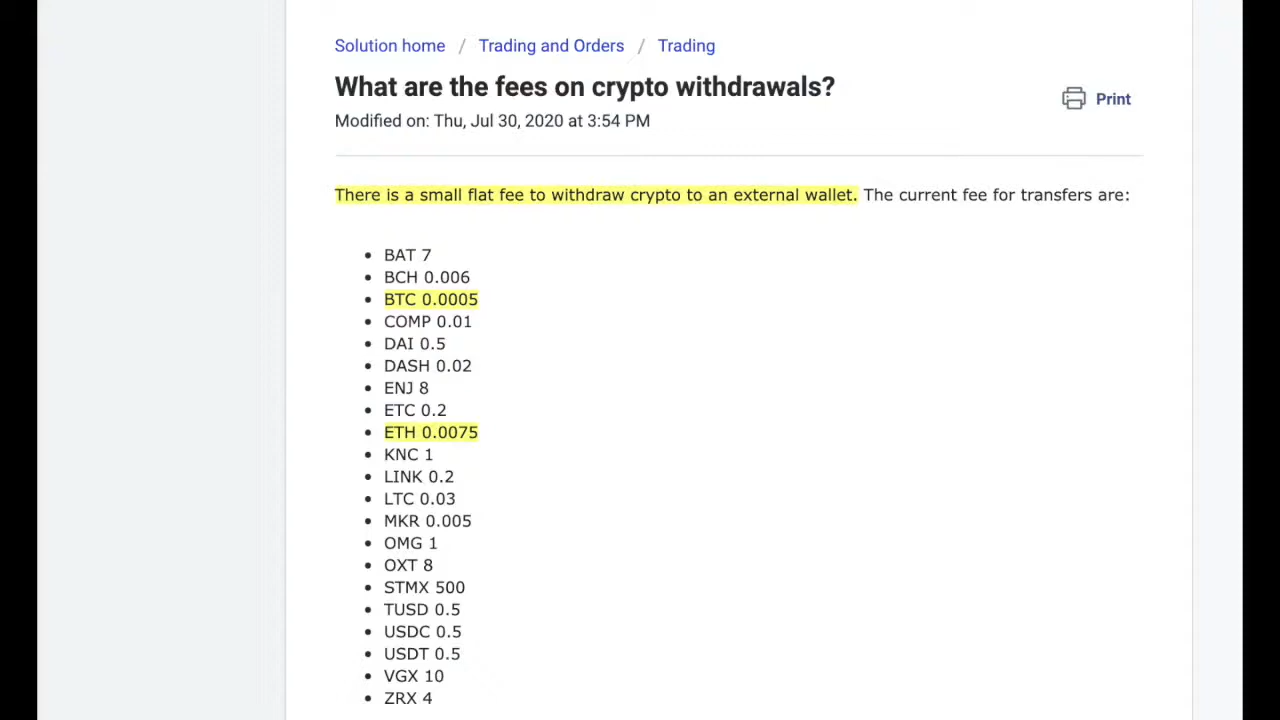 Solution home / Trading and Orders / Trading
What are the fees on crypto withdrawals?
Print
Modified on: Thu, Jul 30, 2020 at 3:54 PM
There is a small flat fee to withdraw crypto to an external wallet. The current fee for transfers are:
• BAT 7
• BCH 0.006
• BTC 0.0005
• COMP 0.01
• DAI 0.5
• DASH 0.02
• ENJ 8
• ETC 0.2
• ETH 0.0075
• KNC 1
• LINK 0.2
• LTC 0.03
• MKR 0.005
• OMG 1
• OXT 8
• STMX 500
• TUSD 0.5
• USDC 0.5
• USDT 0.5
• VGX 10
• ZRX 4